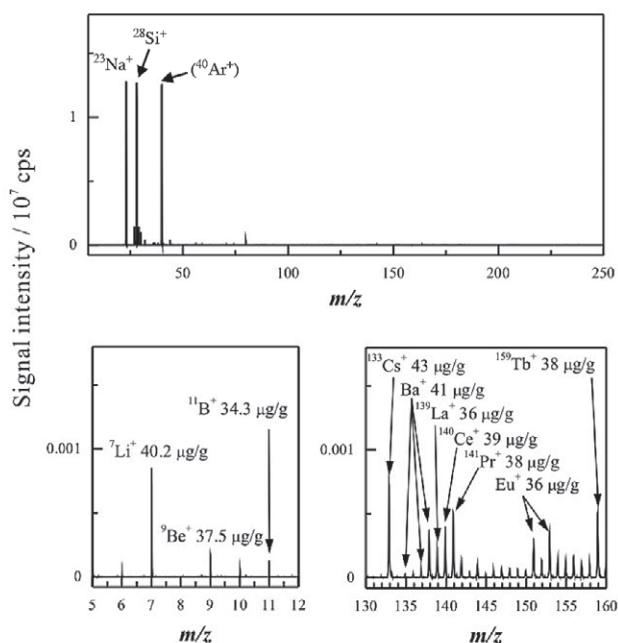 ²³Na⁺
²⁸Si⁺
(⁴⁰Ar⁺)
1
0
50
100
150
200
250
m/z
Signal intensity / 10⁷ cps
¹¹B⁺ 34.3 µg/g
⁷Li⁺ 40.2 µg/g
⁹Be⁺ 37.5 µg/g
0.001
0
5
6
7
8
9
10
11
12
m/z
¹³³Cs⁺ 43 µg/g
¹⁵⁹Tb⁺ 38 µg/g
Ba⁺ 41 µg/g
¹³⁹La⁺ 36 µg/g
¹⁴⁰Ce⁺ 39 µg/g
¹⁴¹Pr⁺ 38 µg/g
Eu⁺ 36 µg/g
0.001
0
130
135
140
145
150
155
160
m/z